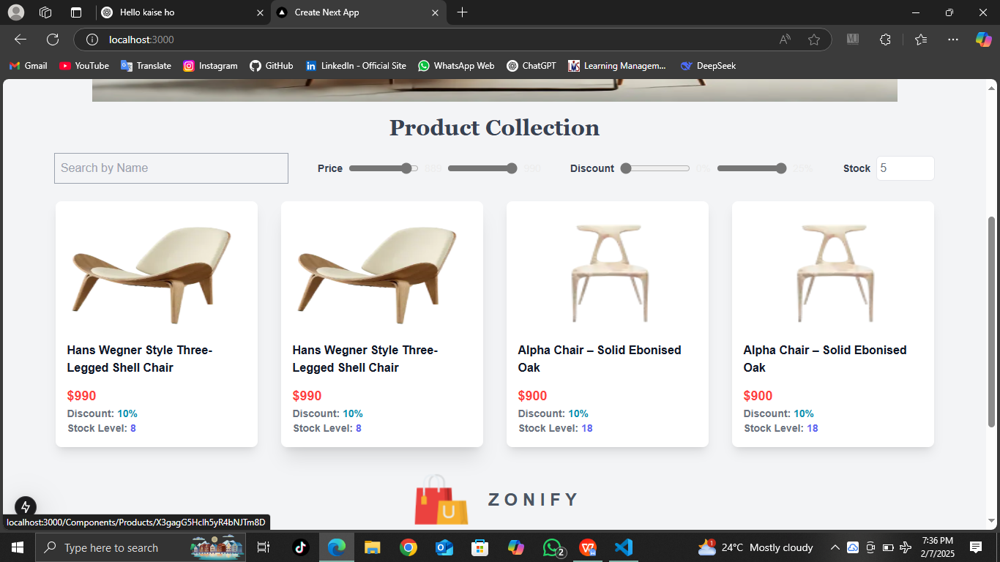 Hello kaise ho
Create Next App
localhost:3000
Gmail
YouTube
Translate
Instagram
GitHub
LinkedIn - Official Site
WhatsApp Web
ChatGPT
Learning Managem...
DeepSeek
Product Collection
Search by Name
Price
889
990
Discount
0%
25%
Stock
5
Hans Wegner Style Three-
Legged Shell Chair
$990
Discount: 10%
Stock Level: 8
Hans Wegner Style Three-
Legged Shell Chair
$990
Discount: 10%
Stock Level: 8
Alpha Chair – Solid Ebonised
Oak
$900
Discount: 10%
Stock Level: 18
Alpha Chair – Solid Ebonised
Oak
$900
Discount: 10%
Stock Level: 18
U
ZONIFY
localhost:3000/Components/Products/X3gagG5HcIh5yR4bNJTm8D
Type here to search
2
1
24°C Mostly cloudy
7:36 PM
2/7/2025